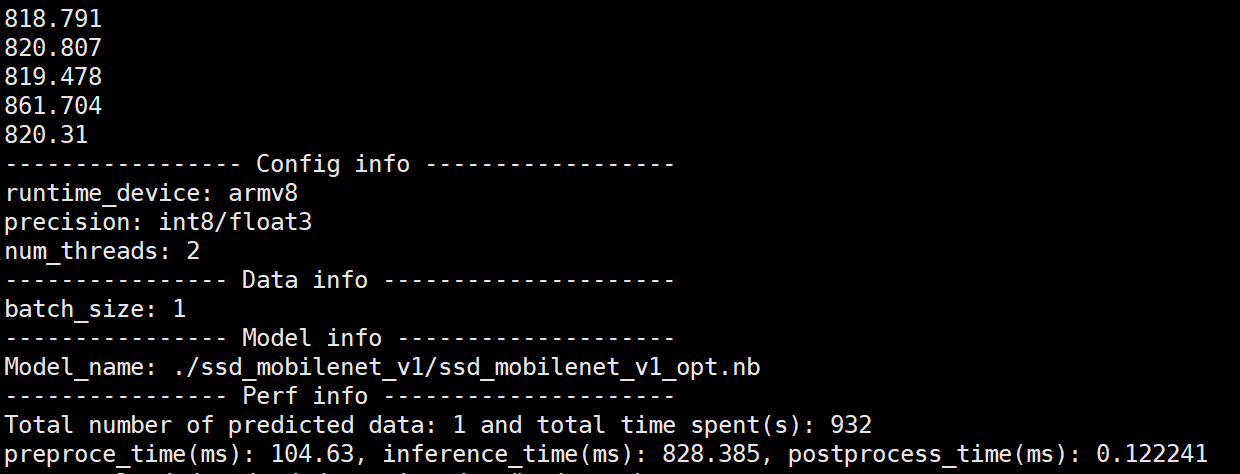 818.791
820.807
819.478
861.704
820.31
----------------- Config info ------------------
runtime_device: armv8
precision: int8/float3
num_threads: 2
---------------- Data info ---------------------
batch_size: 1
---------------- Model info --------------------
Model_name: ./ssd_mobilenet_v1/ssd_mobilenet_v1_opt.nb
---------------- Perf info ---------------------
Total number of predicted data: 1 and total time spent(s): 932
preproce_time(ms): 104.63, inference_time(ms): 828.385, postprocess_time(ms): 0.122241